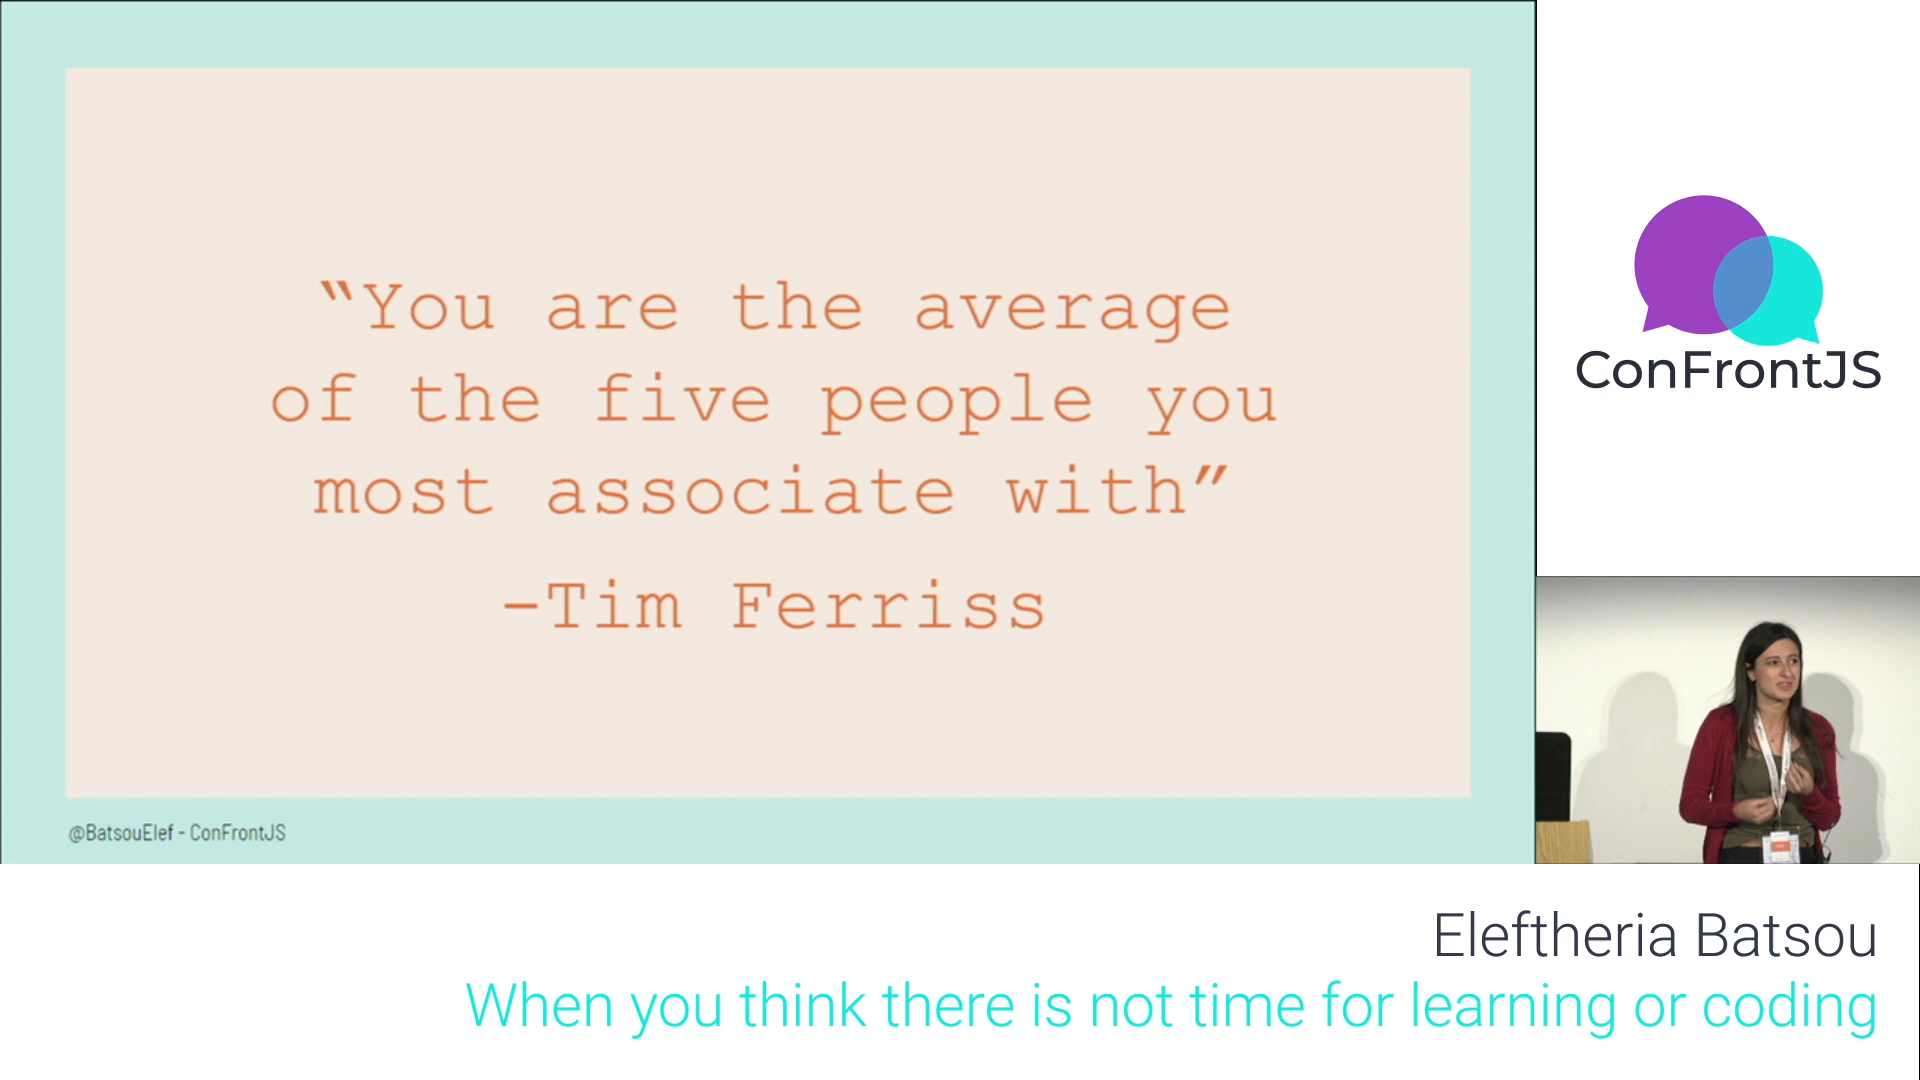 “You are the average
of the five people you
most associate with”
-Tim Ferriss
@BatsouElef - ConFrontJS
ConFrontJS
Eleftheria Batsou
When you think there is not time for learning or coding